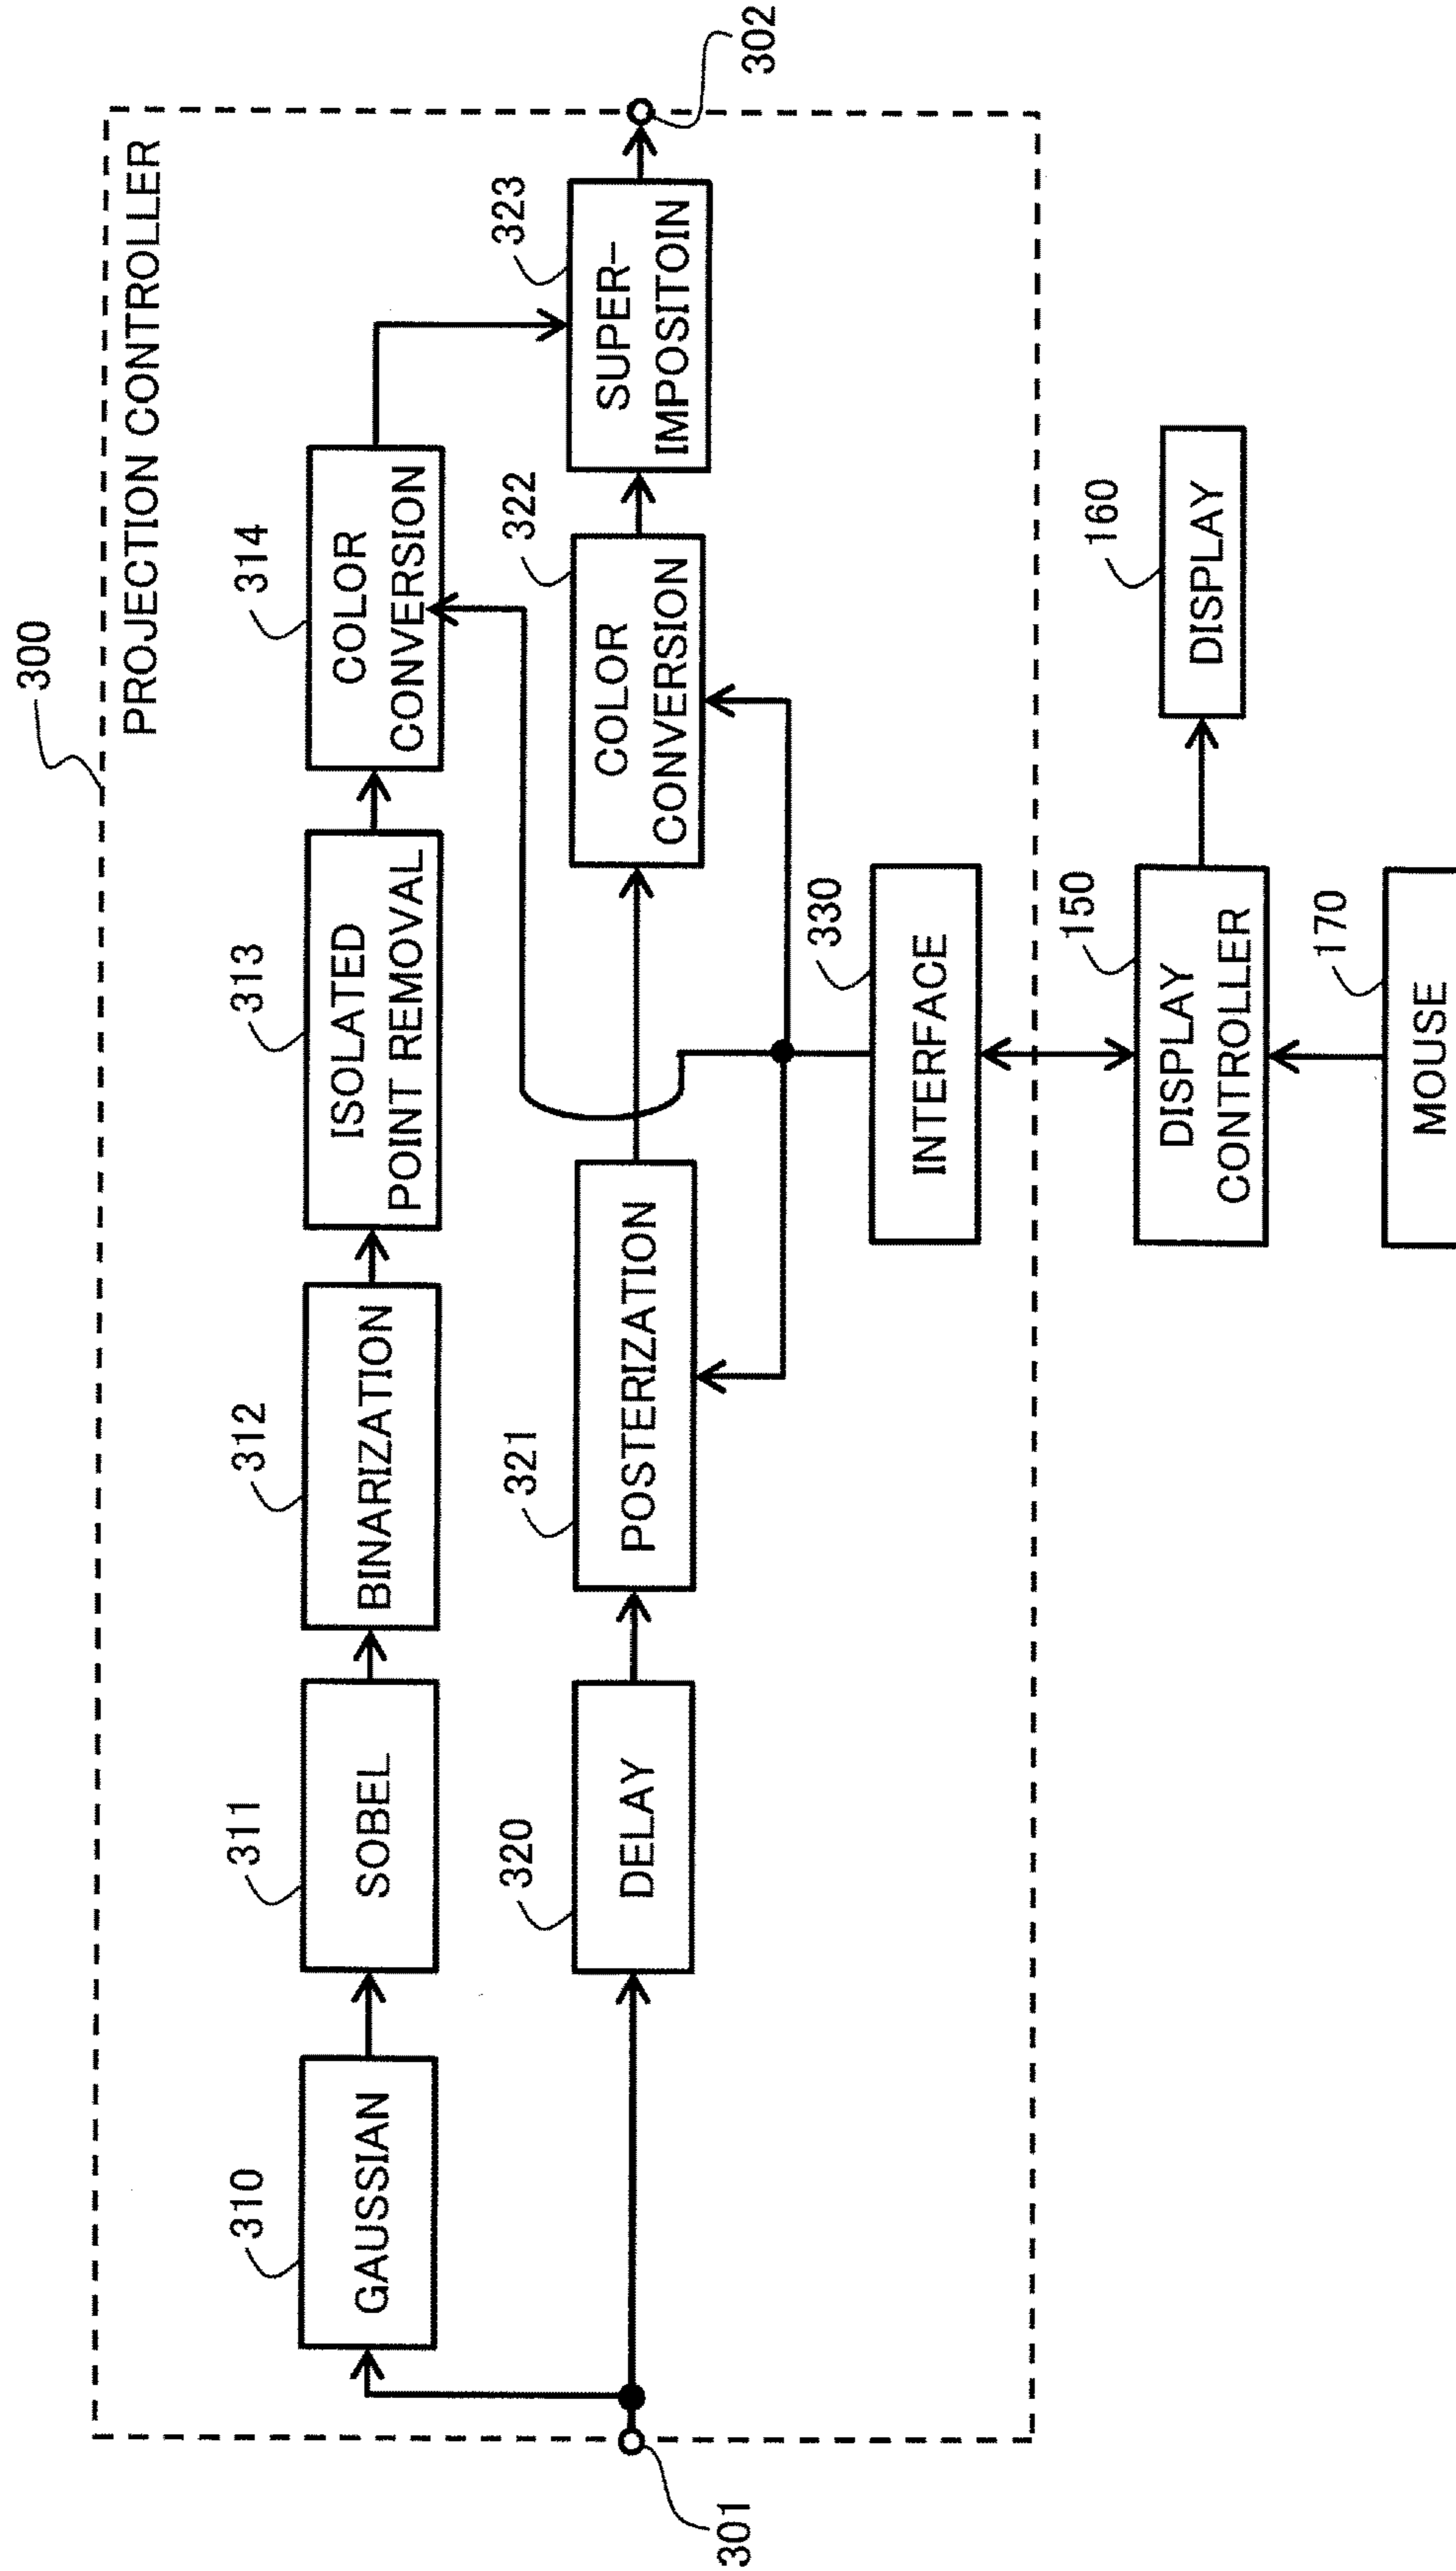 300
PROJECTION CONTROLLER
310
GAUSSIAN
311
SOBEL
312
BINARIZATION
313
ISOLATED
POINT REMOVAL
314
COLOR
CONVERSION
301
320
DELAY
321
POSTERIZATION
322
COLOR
CONVERSION
323
SUPER-
IMPOSITOIN
302
330
INTERFACE
150
DISPLAY
CONTROLLER
160
DISPLAY
170
MOUSE